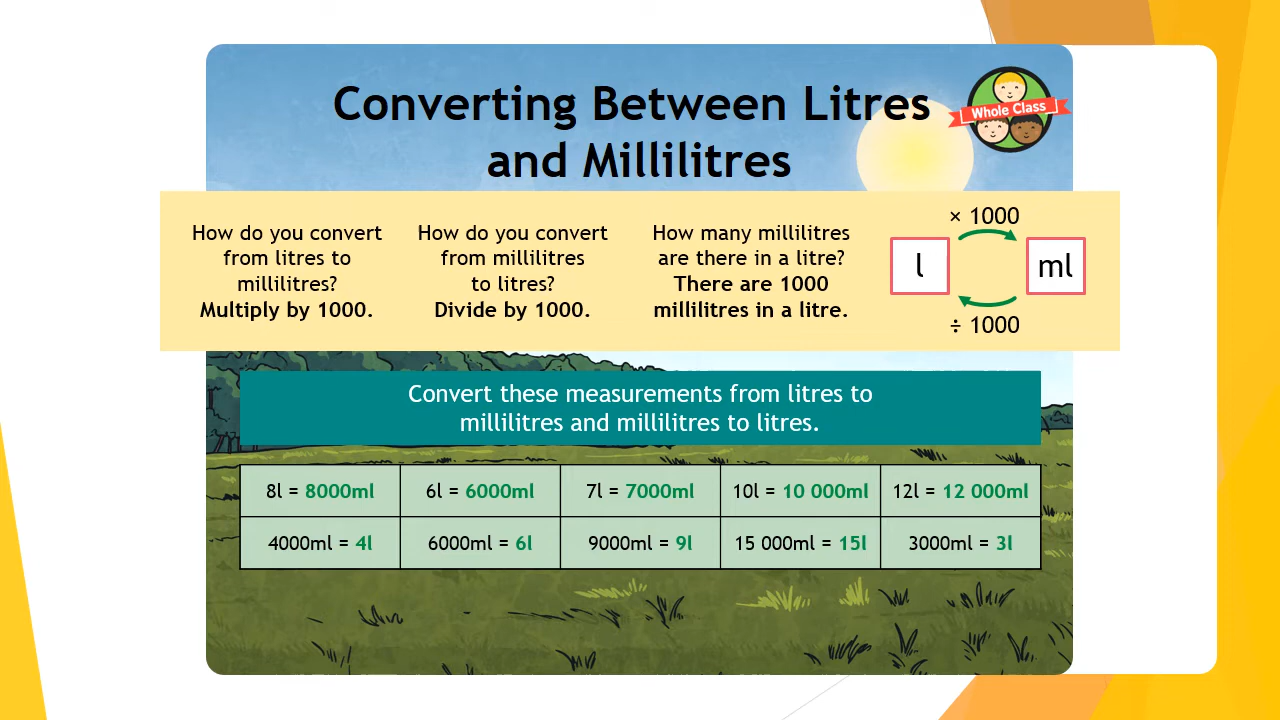 Converting Between Litres
and Millilitres
Whole Class
How do you convert
from litres to
millilitres?
Multiply by 1000.
How do you convert
from millilitres
to litres?
Divide by 1000.
How many millilitres
are there in a litre?
There are 1000
millilitres in a litre.
× 1000
l
ml
÷ 1000
Convert these measurements from litres to
millilitres and millilitres to litres.
8l = 8000ml
6l = 6000ml
7l = 7000ml
10l = 10 000ml
12l = 12 000ml
4000ml = 4l
6000ml = 6l
9000ml = 9l
15 000ml = 15l
3000ml = 3l